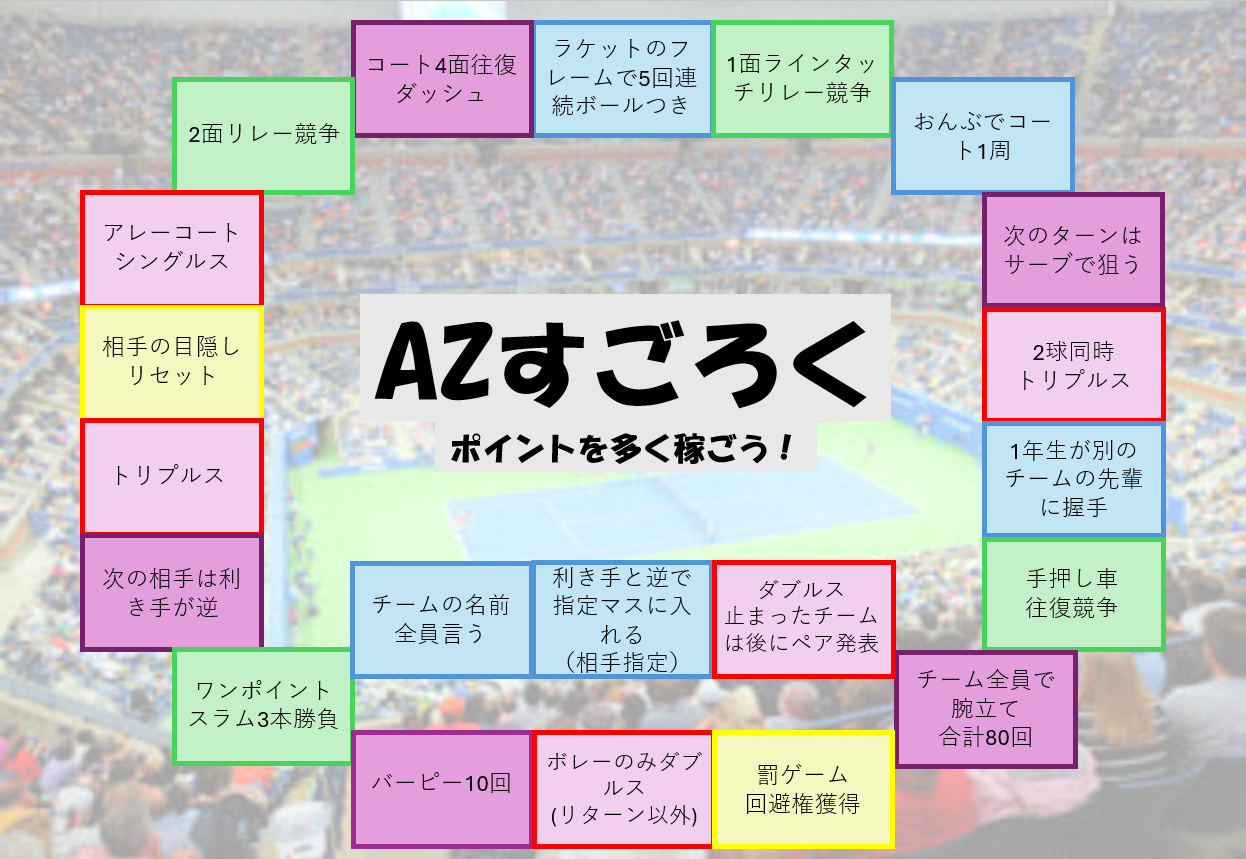 コート4面往復
ダッシュ
ラケットのフ
レームで5回連
続ボールつき
1面ラインタッ
チリレー競争
2面リレー競争
おんぶでコー
ト1周
アレーコート
シングルス
次のターンは
サーブで狙う
相手の目隠し
リセット
AZすごろく
ポイントを多く稼ごう！
2球同時
トリプルス
トリプルス
1年生が別の
チームの先輩
に握手
次の相手は利
き手が逆
チームの名前
全員言う
利き手と逆で
指定マスに入
れる
（相手指定）
ダブルス
止まったチーム
は後にペア発表
手押し車
往復競争
ワンポイント
スラム3本勝負
チーム全員で
腕立て
合計80回
バーピー10回
ボレーのみダブ
ルス
(リターン以外)
罰ゲーム
回避権獲得